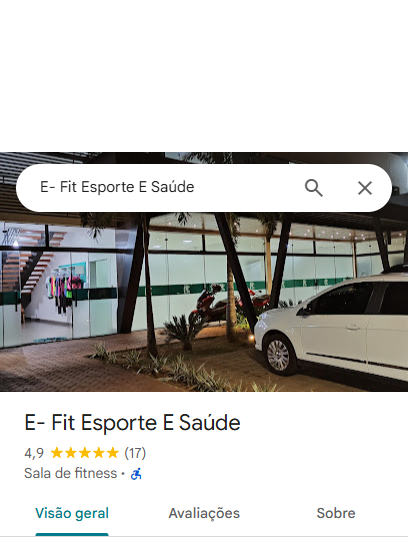 E- Fit Esporte E Saúde
E- Fit Esporte E Saúde
4,9 ★★★★★ (17)
Sala de fitness ·
Visão geral
Avaliações
Sobre